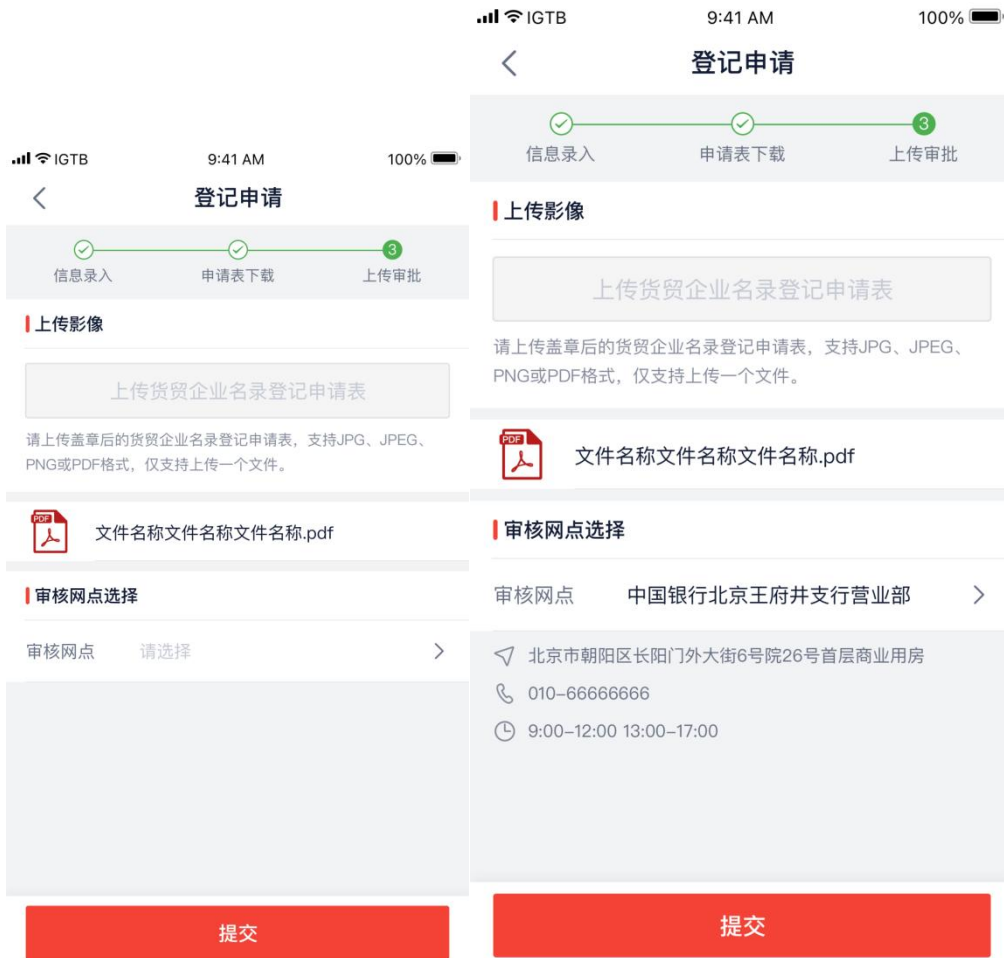 IGTB 9:41 AM 100%
登记申请
3
信息录入 申请表下载 上传审批
上传影像
上传货贸企业名录登记申请表
请上传盖章后的货贸企业名录登记申请表，支持JPG、JPEG、
PNG或PDF格式，仅支持上传一个文件。
PDF
文件名称文件名称文件名称.pdf
审核网点选择
审核网点 请选择
提交
IGTB 9:41 AM 100%
登记申请
3
信息录入 申请表下载 上传审批
上传影像
上传货贸企业名录登记申请表
请上传盖章后的货贸企业名录登记申请表，支持JPG、JPEG、
PNG或PDF格式，仅支持上传一个文件。
PDF
文件名称文件名称文件名称.pdf
审核网点选择
审核网点 中国银行北京王府井支行营业部
北京市朝阳区长阳门外大街6号院26号首层商业用房
010-66666666
9:00-12:00 13:00-17:00
提交